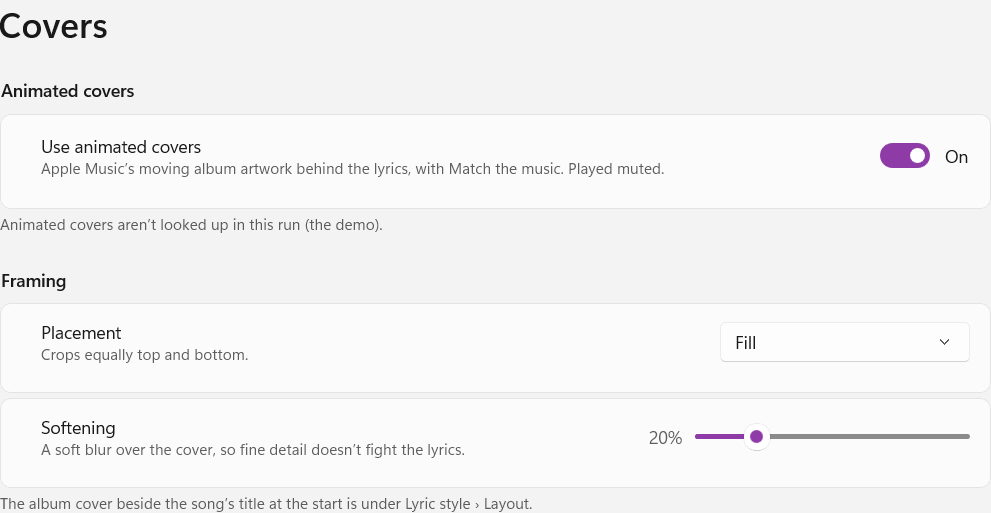 Covers
Animated covers
Use animated covers
Apple Music’s moving album artwork behind the lyrics, with Match the music. Played muted.
On
Animated covers aren’t looked up in this run (the demo).
Framing
Placement
Crops equally top and bottom.
Fill
Softening
A soft blur over the cover, so fine detail doesn’t fight the lyrics.
20%
The album cover beside the song’s title at the start is under Lyric style › Layout.